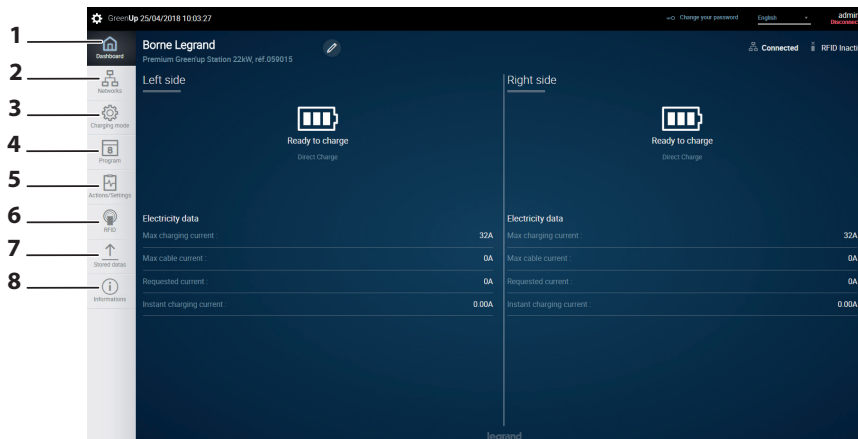 GreenUp 25/04/2018 10:03:27
Change your password
English
admin
Disconnect
1
Dashboard
2
Networks
3
Charging mode
4
8
Program
5
Actions/Settings
6
RFID
7
Stored datas
8
Informations
Borne Legrand
Premium Green'up Station 22kW, réf.059015
Connected
RFID Inacti
Left side
Ready to charge
Direct Charge
Electricity data
Max charging current : 32A
Max cable current : 0A
Requested current : 0A
Instant charging current : 0.00A
Right side
Ready to charge
Direct Charge
Electricity data
Max charging current : 32A
Max cable current : 0A
Requested current : 0A
Instant charging current : 0.00A
legrand